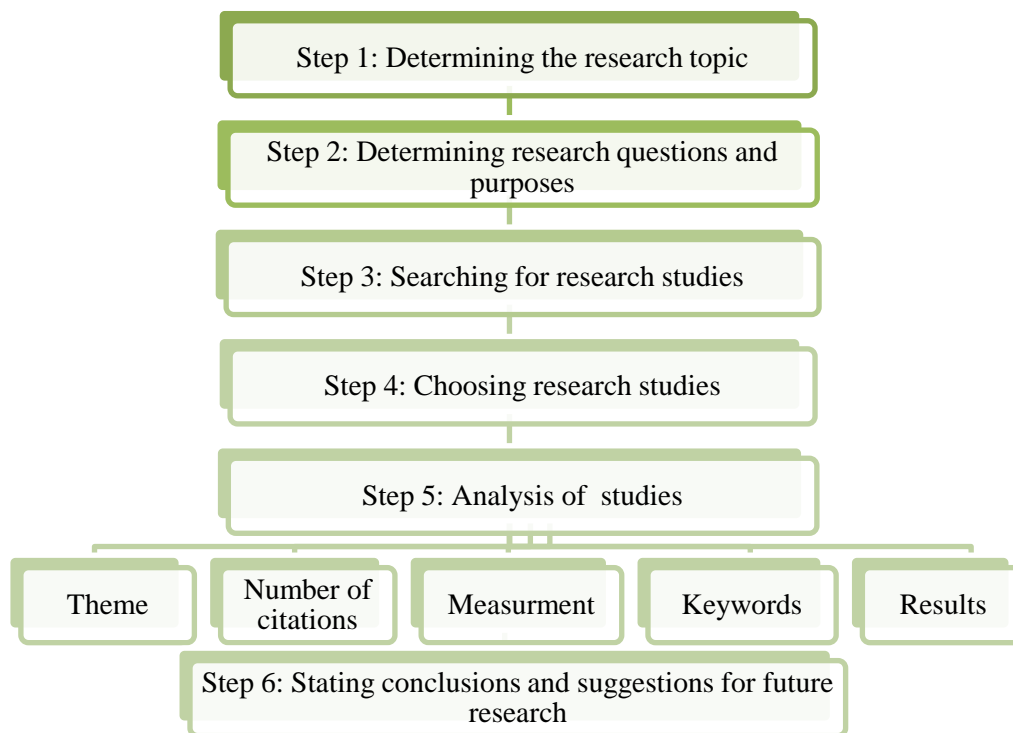 Step 1: Determining the research topic
Step 2: Determining research questions and
purposes
Step 3: Searching for research studies
Step 4: Choosing research studies
Step 5: Analysis of studies
Theme
Number of
citations
Measurment
Keywords
Results
Step 6: Stating conclusions and suggestions for future
research